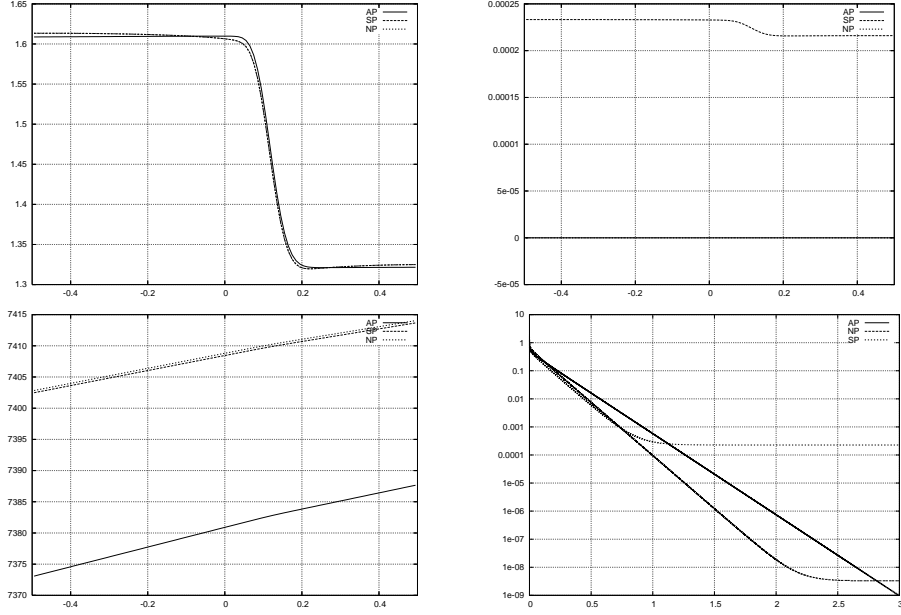 1.65
1.6
1.55
1.5
1.45
1.4
1.35
1.3
-0.4
-0.2
0
0.2
0.4
AP
SP
NP
0.00025
0.0002
0.00015
0.0001
5e-05
0
-5e-05
-0.4
-0.2
0
0.2
0.4
AP
SP
NP
7415
7410
7405
7400
7395
7390
7385
7380
7375
7370
-0.4
-0.2
0
0.2
0.4
AP
SP
NP
10
1
0.1
0.01
0.001
0.0001
1e-05
1e-06
1e-07
1e-08
1e-09
0
0.5
1
1.5
2
2.5
3
AP
NP
SP